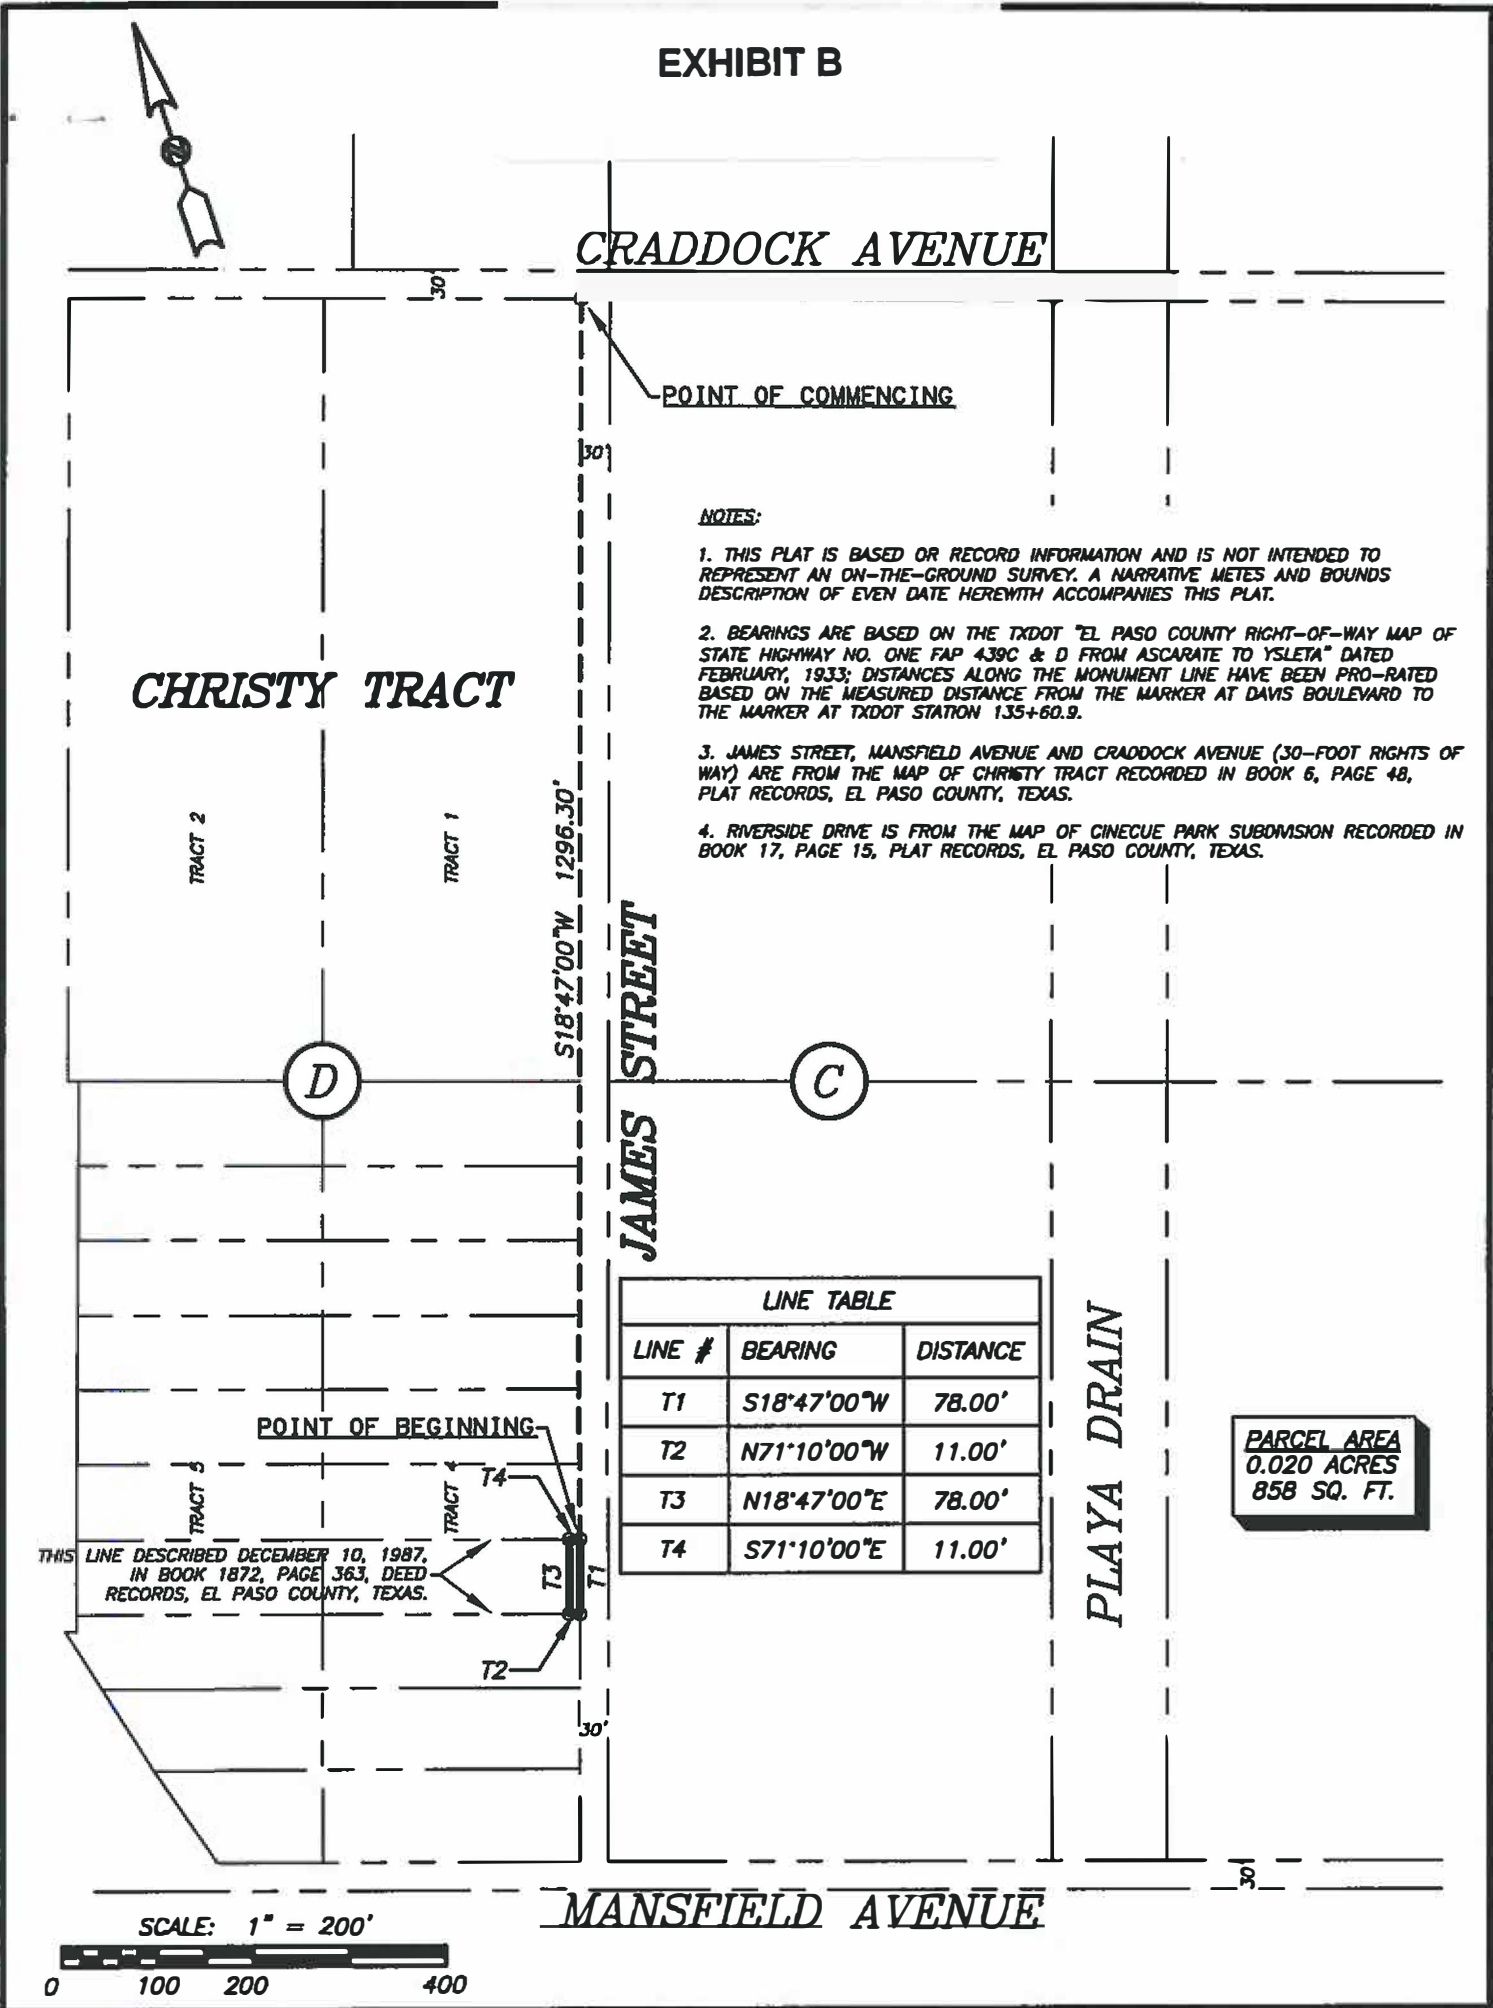 EXHIBIT B
CRADDOCK AVENUE
30'
POINT OF COMMENCING
30'
NOTES:
1. THIS PLAT IS BASED OR RECORD INFORMATION AND IS NOT INTENDED TO
REPRESENT AN ON-THE-GROUND SURVEY. A NARRATIVE METES AND BOUNDS
DESCRIPTION OF EVEN DATE HEREWITH ACCOMPANIES THIS PLAT.
2. BEARINGS ARE BASED ON THE TXDOT "EL PASO COUNTY RIGHT-OF-WAY MAP OF
STATE HIGHWAY NO. ONE FAP 439C & D FROM ASCARATE TO YSLETA" DATED
FEBRUARY, 1933; DISTANCES ALONG THE MONUMENT LINE HAVE BEEN PRO-RATED
BASED ON THE MEASURED DISTANCE FROM THE MARKER AT DAVIS BOULEVARD TO
THE MARKER AT TXDOT STATION 135+60.9.
3. JAMES STREET, MANSFIELD AVENUE AND CRADDOCK AVENUE (30-FOOT RIGHTS OF
WAY) ARE FROM THE MAP OF CHRISTY TRACT RECORDED IN BOOK 6, PAGE 48,
PLAT RECORDS, EL PASO COUNTY, TEXAS.
4. RIVERSIDE DRIVE IS FROM THE MAP OF CINECUE PARK SUBDIVISION RECORDED IN
BOOK 17, PAGE 15, PLAT RECORDS, EL PASO COUNTY, TEXAS.
CHRISTY TRACT
TRACT 2
TRACT 1
S18°47'00"W 1296.30'
JAMES STREET
D
C
LINE TABLE
LINE # BEARING DISTANCE
T1 S18°47'00"W 78.00'
T2 N71°10'00"W 11.00'
T3 N18°47'00"E 78.00'
T4 S71°10'00"E 11.00'
PLAYA DRAIN
PARCEL AREA
0.020 ACRES
858 SQ. FT.
POINT OF BEGINNING
TRACT 3
TRACT 4
T4
THIS LINE DESCRIBED DECEMBER 10, 1987,
IN BOOK 1872, PAGE 363, DEED
RECORDS, EL PASO COUNTY, TEXAS.
T3
T1
T2
30'
30'
MANSFIELD AVENUE
SCALE: 1" = 200'
0 100 200 400